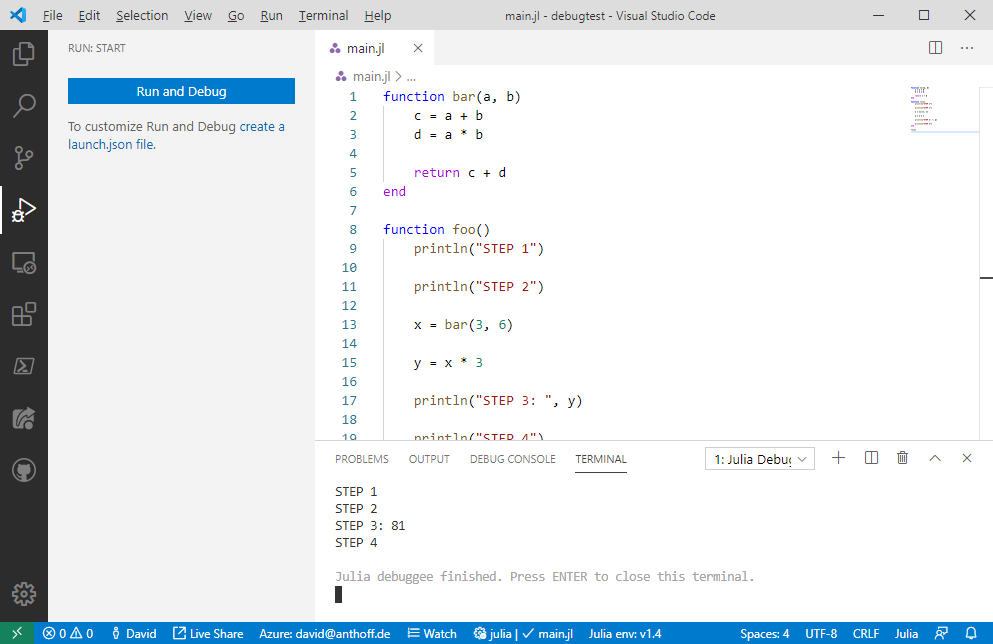 File Edit Selection View Go Run Terminal Help main.jl - debugtest - Visual Studio Code
RUN: START
Run and Debug
To customize Run and Debug create a
launch.json file.
main.jl
main.jl > ...
1 function bar(a, b)
2 c = a + b
3 d = a * b
4
5 return c + d
6 end
7
8 function foo()
9 println("STEP 1")
10
11 println("STEP 2")
12
13 x = bar(3, 6)
14
15 y = x * 3
16
17 println("STEP 3: ", y)
18
19 println("STEP 4")
PROBLEMS OUTPUT DEBUG CONSOLE TERMINAL 1: Julia Debug
STEP 1
STEP 2
STEP 3: 81
STEP 4
Julia debuggee finished. Press ENTER to close this terminal.
0 0 David Live Share Azure: david@anthoff.de Watch julia | main.jl Julia env: v1.4 Spaces: 4 UTF-8 CRLF Julia